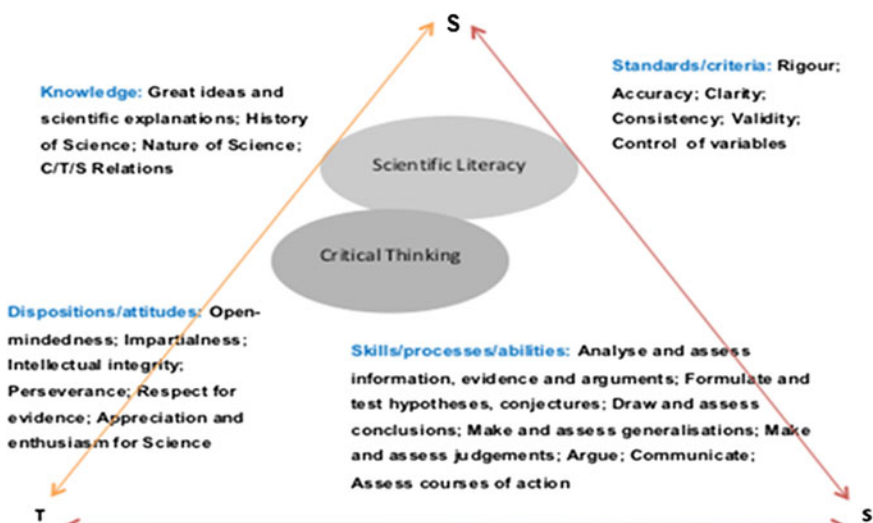 S
Knowledge: Great ideas and
scientific explanations; History
of Science; Nature of Science;
C/T/S Relations
Standards/criteria: Rigour;
Accuracy; Clarity;
Consistency; Validity;
Control of variables
Scientific Literacy
Critical Thinking
Dispositions/attitudes: Open-
mindedness; Impartialness;
Intellectual integrity;
Perseverance; Respect for
evidence; Appreciation and
enthusiasm for Science
Skills/processes/abilities: Analyse and assess
information, evidence and arguments; Formulate and
test hypotheses, conjectures; Draw and assess
conclusions; Make and assess generalisations; Make
and assess judgements; Argue; Communicate;
Assess courses of action
T
S